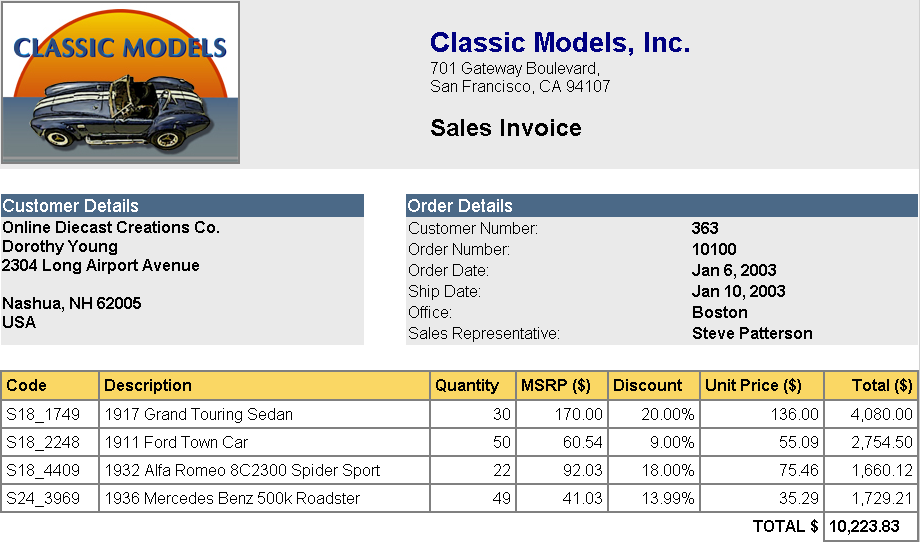 CLASSIC MODELS
Classic Models, Inc.
701 Gateway Boulevard,
San Francisco, CA 94107
Sales Invoice
Customer Details
Online Diecast Creations Co.
Dorothy Young
2304 Long Airport Avenue
Nashua, NH 62005
USA
Order Details
Customer Number: 363
Order Number: 10100
Order Date: Jan 6, 2003
Ship Date: Jan 10, 2003
Office: Boston
Sales Representative: Steve Patterson
Code Description Quantity MSRP ($) Discount Unit Price ($) Total ($)
S18_1749 1917 Grand Touring Sedan 30 170.00 20.00% 136.00 4,080.00
S18_2248 1911 Ford Town Car 50 60.54 9.00% 55.09 2,754.50
S18_4409 1932 Alfa Romeo 8C2300 Spider Sport 22 92.03 18.00% 75.46 1,660.12
S24_3969 1936 Mercedes Benz 500k Roadster 49 41.03 13.99% 35.29 1,729.21
TOTAL $ 10,223.83